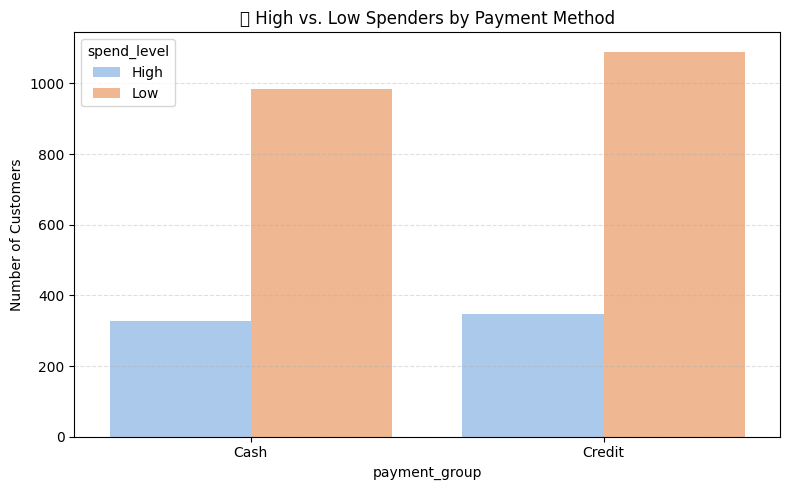 High vs. Low Spenders by Payment Method
spend_level
High
Low
1000
800
600
400
200
0
Number of Customers
Cash
Credit
payment_group